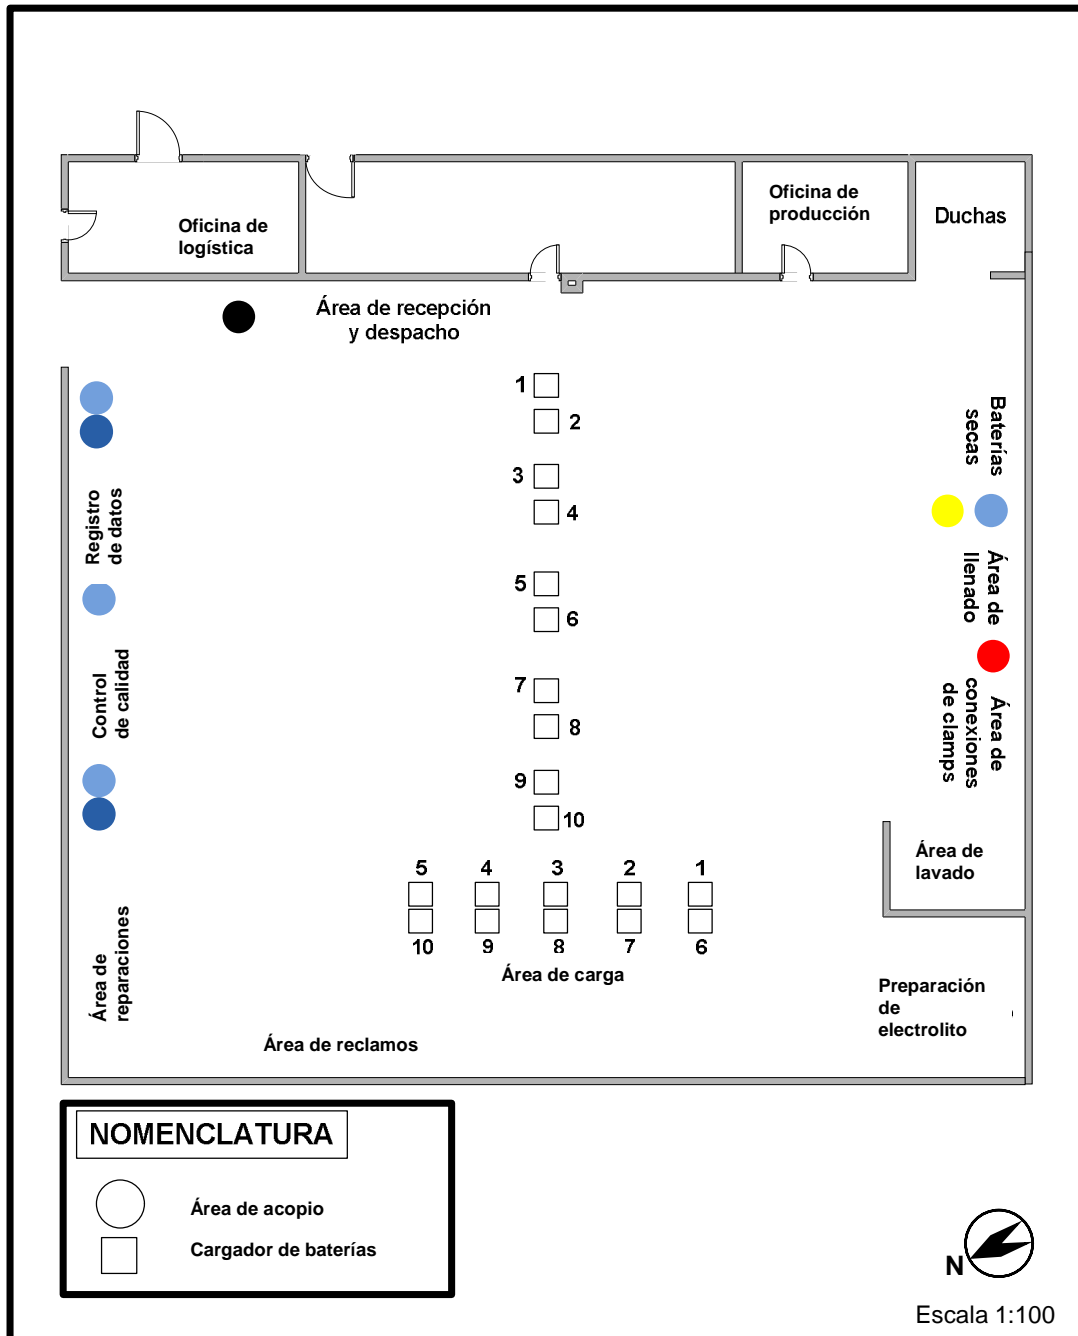 Oficina de
logística
Oficina de
producción
Duchas
Área de recepción
y despacho
1
2
3
4
5
6
7
8
9
10
Registro
de datos
Control
de calidad
Área de
reparaciones
Baterías
secas
Área de
llenado
Área de
conexiones
de clamps
Área de
lavado
5 4 3 2 1
10 9 8 7 6
Área de carga
Preparación
de
electrolito
Área de reclamos
NOMENCLATURA
Área de acopio
Cargador de baterías
N
Escala 1:100